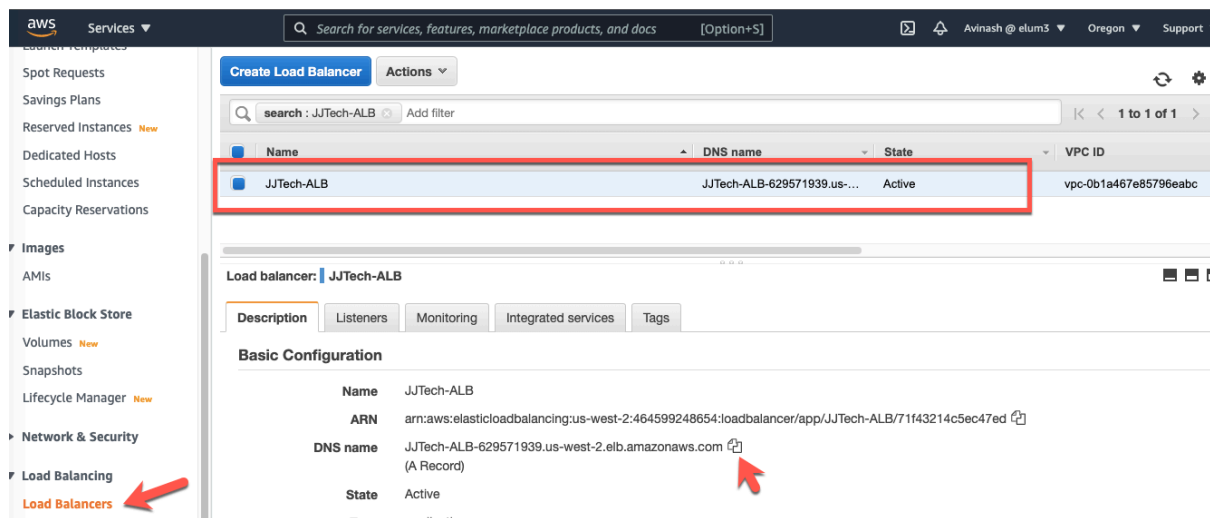 aws Services ▼ Search for services, features, marketplace products, and docs [Option+S] Avinash @ elum3 ▼ Oregon ▼ Support
Launch Templates
Spot Requests
Savings Plans
Reserved Instances New
Dedicated Hosts
Scheduled Instances
Capacity Reservations
Images
AMIs
Elastic Block Store
Volumes New
Snapshots
Lifecycle Manager New
Network & Security
Load Balancing
Load Balancers
Create Load Balancer Actions
search : JJTech-ALB Add filter 1 to 1 of 1
Name DNS name State VPC ID
JJTech-ALB JJTech-ALB-629571939.us-... Active vpc-0b1a467e85796eabc
Load balancer: JJTech-ALB
Description Listeners Monitoring Integrated services Tags
Basic Configuration
Name JJTech-ALB
ARN arn:aws:elasticloadbalancing:us-west-2:464599248654:loadbalancer/app/JJTech-ALB/71f43214c5ec47ed
DNS name JJTech-ALB-629571939.us-west-2.elb.amazonaws.com
(A Record)
State Active